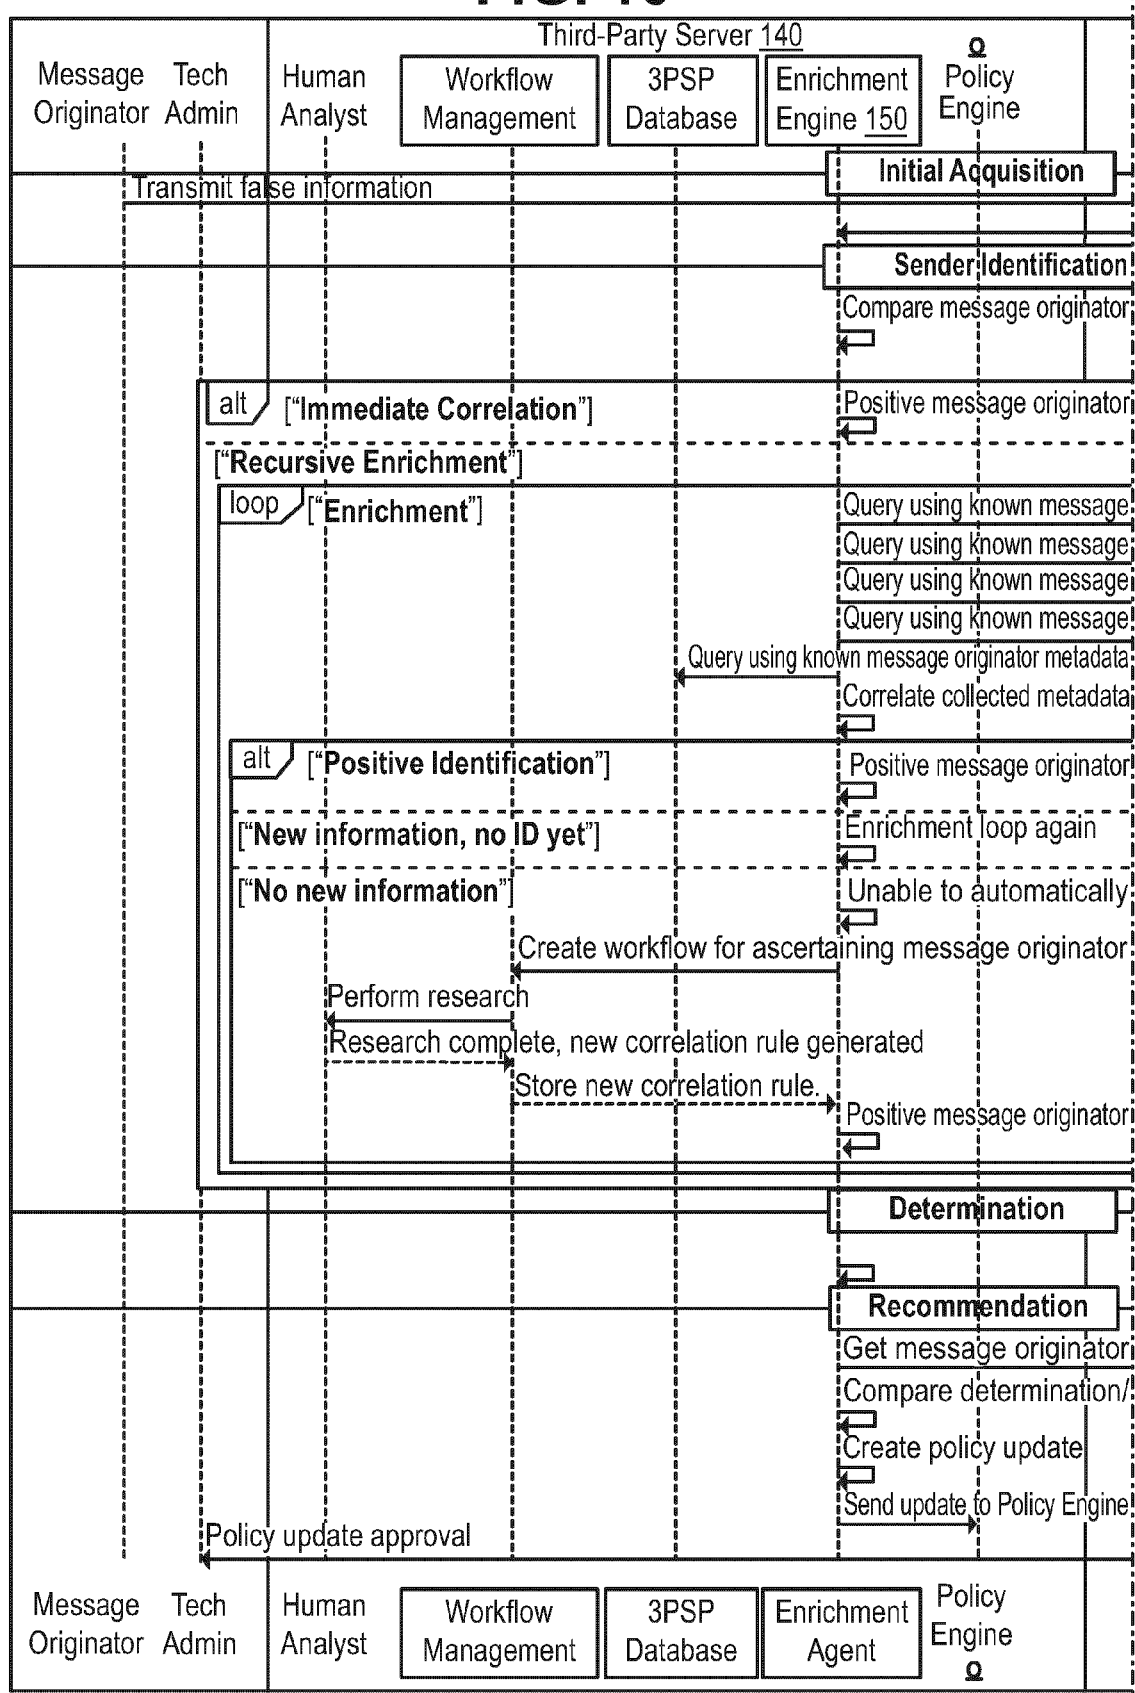 Third-Party Server 140
Message Originator
Tech Admin
Human Analyst
Workflow Management
3PSP Database
Enrichment Engine 150
Policy Engine
Initial Acquisition
Transmit false information
Sender Identification
Compare message originator
alt
["Immediate Correlation"]
Positive message originator
["Recursive Enrichment"]
loop
["Enrichment"]
Query using known message
Query using known message
Query using known message
Query using known message
Query using known message originator metadata
Correlate collected metadata
alt
["Positive Identification"]
Positive message originator
["New information, no ID yet"]
Enrichment loop again
["No new information"]
Unable to automatically
Create workflow for ascertaining message originator
Perform research
Research complete, new correlation rule generated
Store new correlation rule.
Positive message originator
Determination
Recommendation
Get message originator
Compare determination/
Create policy update
Send update to Policy Engine
Policy update approval
Message Originator
Tech Admin
Human Analyst
Workflow Management
3PSP Database
Enrichment Agent
Policy Engine